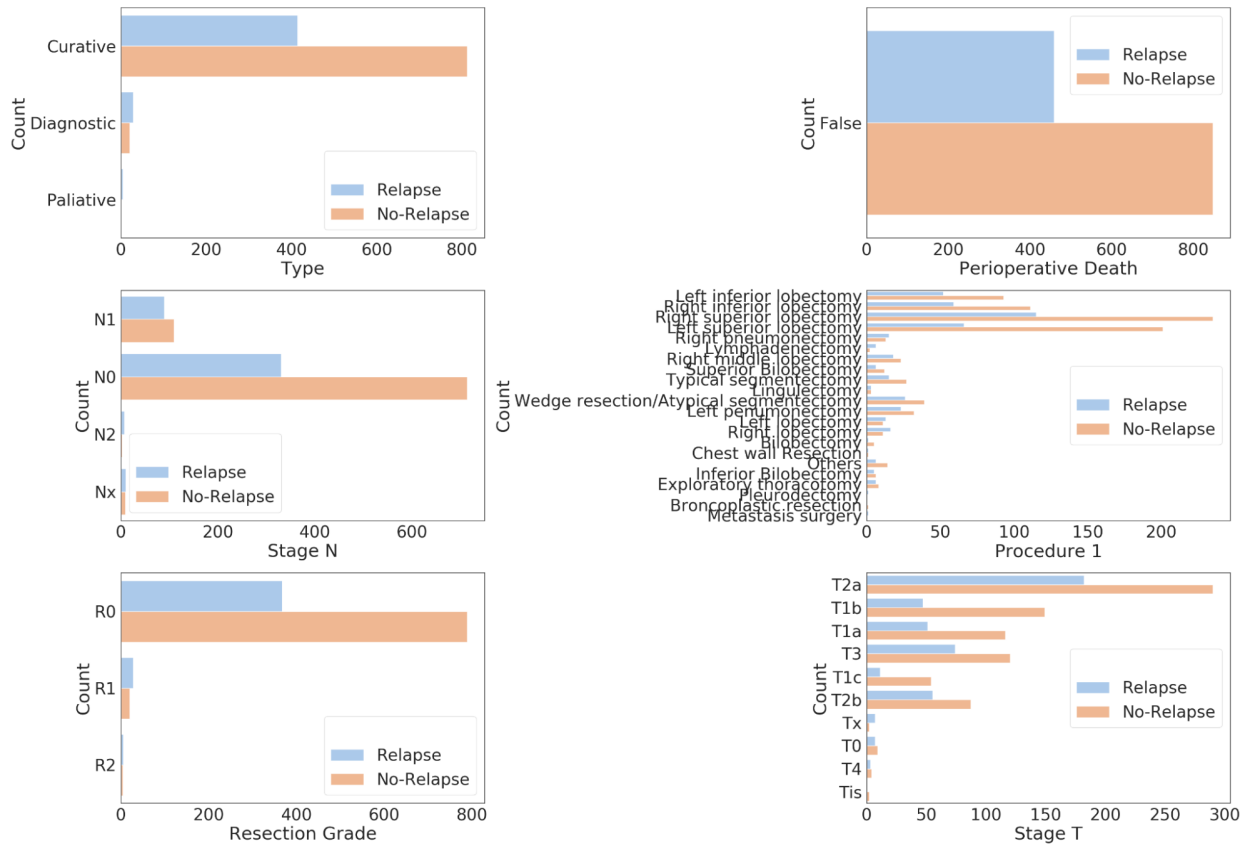 Count
Curative
Diagnostic
Paliative
Relapse
No-Relapse
0 200 400 600 800
Type
Count
False
Relapse
No-Relapse
0 200 400 600 800
Perioperative Death
Count
N1
N0
N2
Nx
Relapse
No-Relapse
0 200 400 600
Stage N
Count
Left inferior lobectomy
Right inferior lobectomy
Right superior lobectomy
Left superior lobectomy
Right pneumonectomy
Lymphadenectomy
Right middle lobectomy
Superior Bilobectomy
Typical segmentectomy
Lingulectomy
Wedge resection/Atypical segmentectomy
Left penumonectomy
Left lobectomy
Right lobectomy
Bilobectomy
Chest wall Resection
Others
Inferior Bilobectomy
Exploratory thoracotomy
Pleurodectomy
Broncoplastic resection
Metastasis surgery
Relapse
No-Relapse
0 50 100 150 200
Procedure 1
Count
R0
R1
R2
Relapse
No-Relapse
0 200 400 600 800
Resection Grade
Count
T2a
T1b
T1a
T3
T1c
T2b
Tx
T0
T4
Tis
Relapse
No-Relapse
0 50 100 150 200 250 300
Stage T